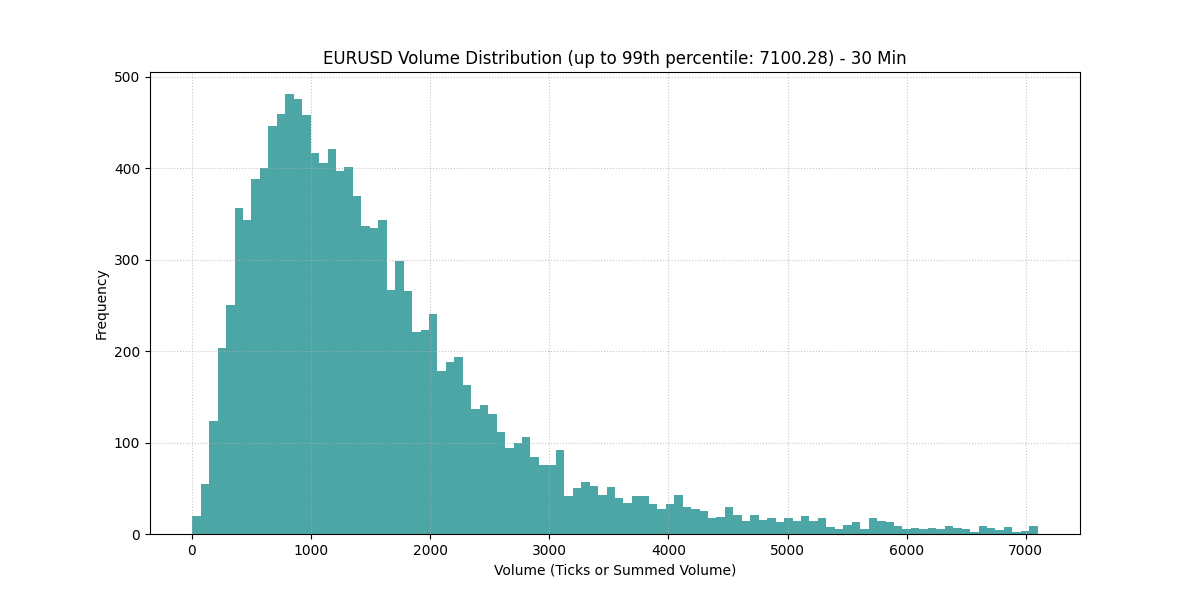 EURUSD Volume Distribution (up to 99th percentile: 7100.28) - 30 Min
500
400
300
200
100
0
Frequency
0 1000 2000 3000 4000 5000 6000 7000
Volume (Ticks or Summed Volume)